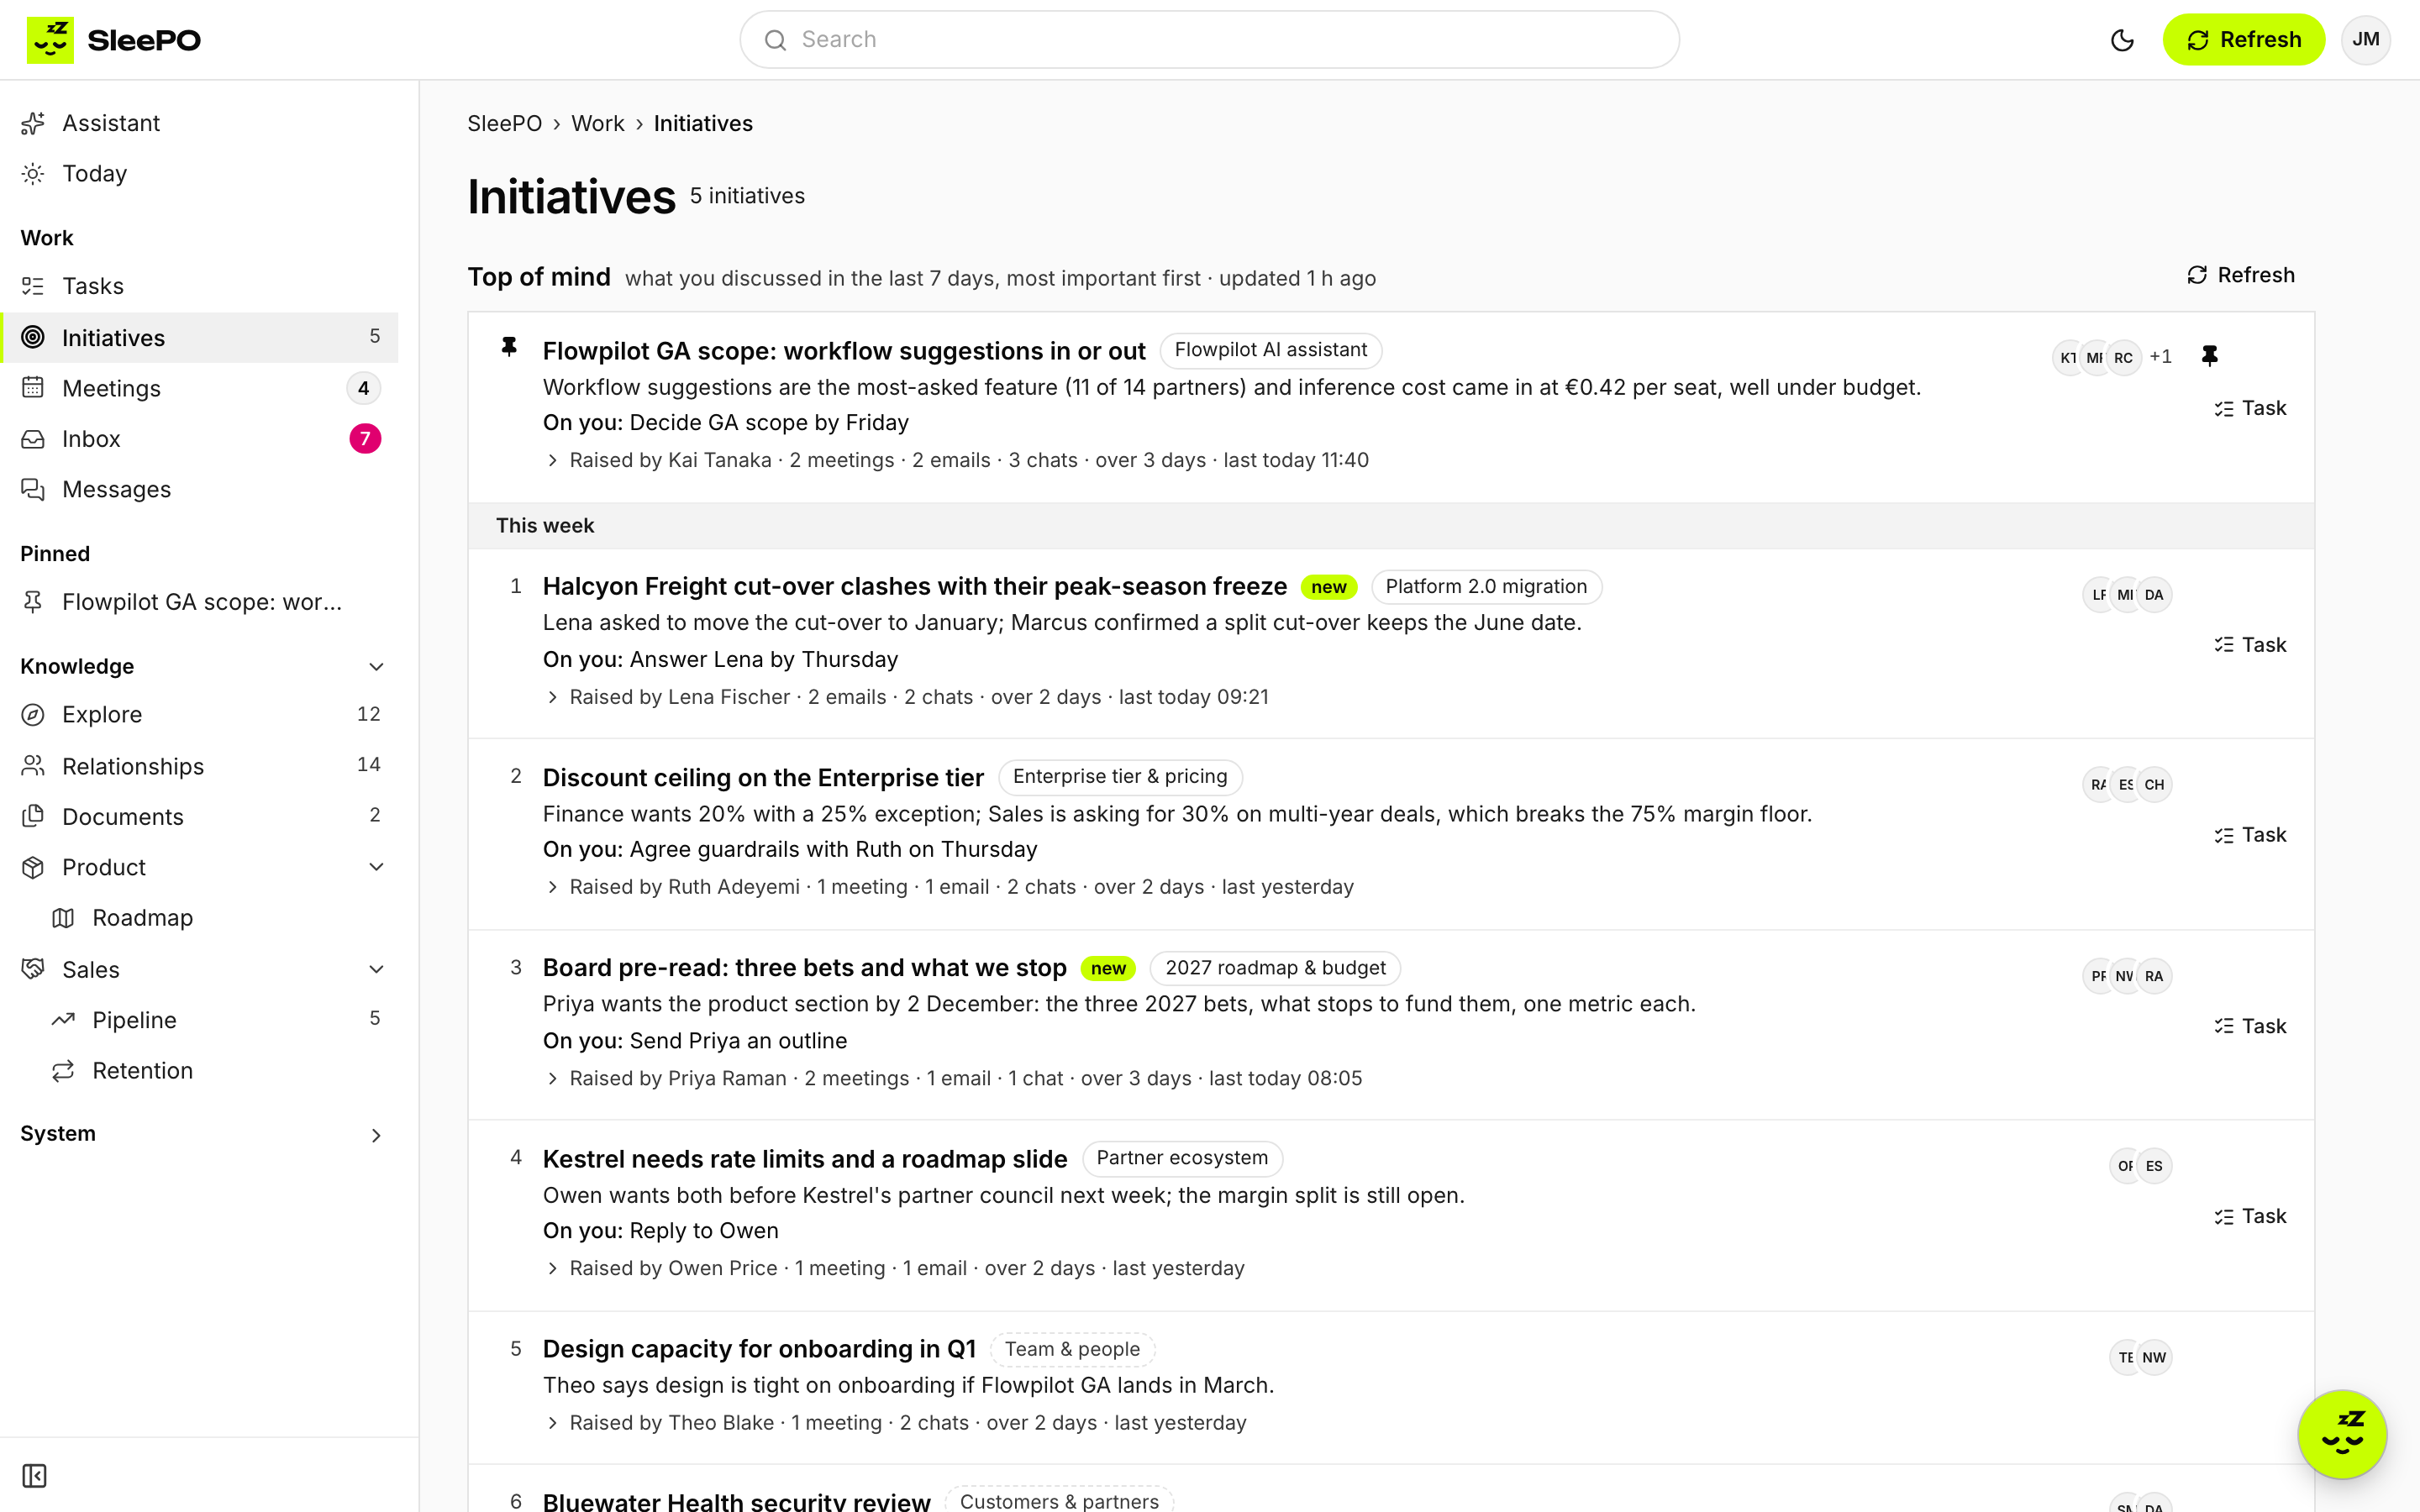 SleePO
Search
Refresh
JM
Assistant
Today
Work
Tasks
Initiatives 5
Meetings 4
Inbox 7
Messages
Pinned
Flowpilot GA scope: wor...
Knowledge
Explore 12
Relationships 14
Documents 2
Product
Roadmap
Sales
Pipeline 5
Retention
System
SleePO › Work › Initiatives
Initiatives 5 initiatives
Top of mind what you discussed in the last 7 days, most important first · updated 1 h ago Refresh
Flowpilot GA scope: workflow suggestions in or out Flowpilot AI assistant RC +1
Workflow suggestions are the most-asked feature (11 of 14 partners) and inference cost came in at €0.42 per seat, well under budget.
On you: Decide GA scope by Friday Task
Raised by Kai Tanaka · 2 meetings · 2 emails · 3 chats · over 3 days · last today 11:40
This week
1 Halcyon Freight cut-over clashes with their peak-season freeze new Platform 2.0 migration DA
Lena asked to move the cut-over to January; Marcus confirmed a split cut-over keeps the June date.
On you: Answer Lena by Thursday Task
Raised by Lena Fischer · 2 emails · 2 chats · over 2 days · last today 09:21
2 Discount ceiling on the Enterprise tier Enterprise tier & pricing CH
Finance wants 20% with a 25% exception; Sales is asking for 30% on multi-year deals, which breaks the 75% margin floor.
On you: Agree guardrails with Ruth on Thursday Task
Raised by Ruth Adeyemi · 1 meeting · 1 email · 2 chats · over 2 days · last yesterday
3 Board pre-read: three bets and what we stop new 2027 roadmap & budget RA
Priya wants the product section by 2 December: the three 2027 bets, what stops to fund them, one metric each.
On you: Send Priya an outline Task
Raised by Priya Raman · 2 meetings · 1 email · 1 chat · over 3 days · last today 08:05
4 Kestrel needs rate limits and a roadmap slide Partner ecosystem ES
Owen wants both before Kestrel's partner council next week; the margin split is still open.
On you: Reply to Owen Task
Raised by Owen Price · 1 meeting · 1 email · over 2 days · last yesterday
5 Design capacity for onboarding in Q1 Team & people NW
Theo says design is tight on onboarding if Flowpilot GA lands in March.
Raised by Theo Blake · 1 meeting · 2 chats · over 2 days · last yesterday
6 Bluewater Health security review Customers & partners DA